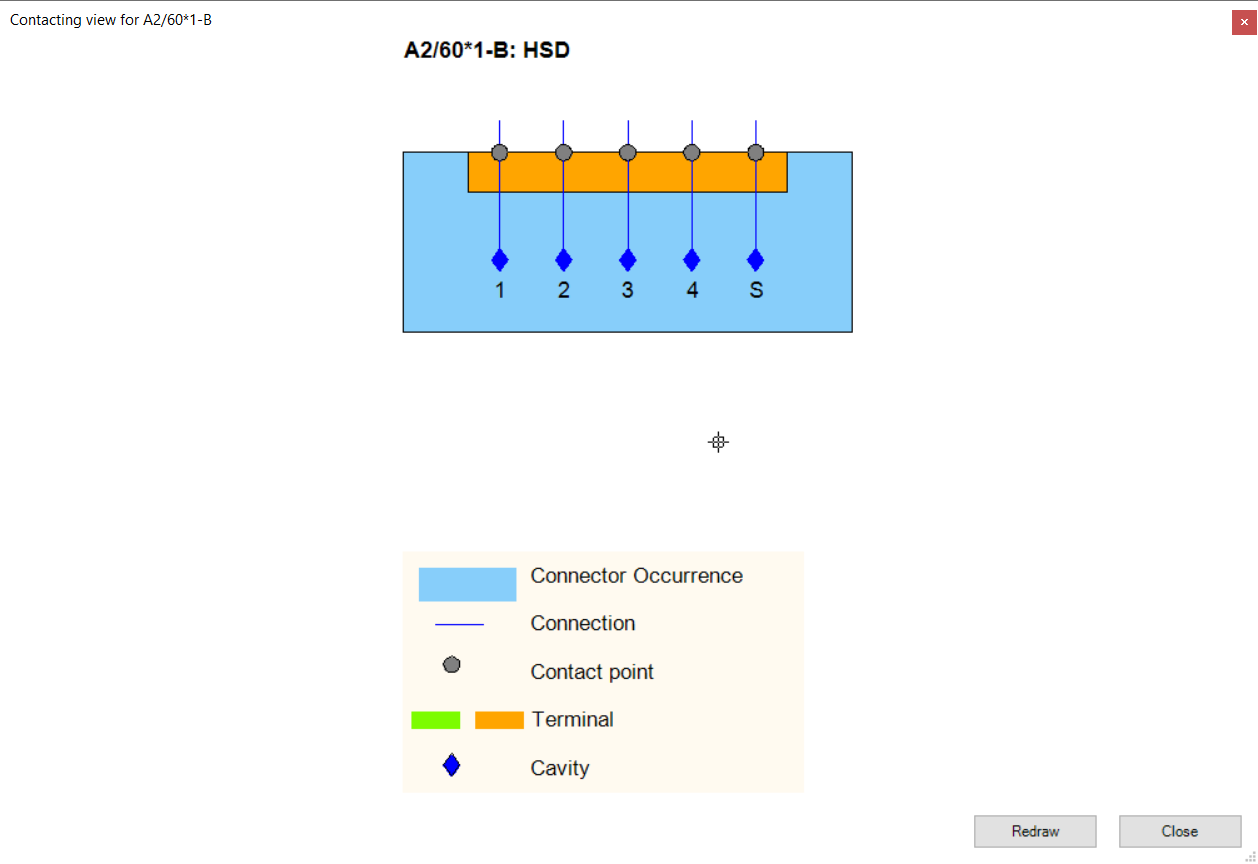 Contacting view for A2/60*1-B
A2/60*1-B: HSD
1 2 3 4 S
Connector Occurrence
Connection
Contact point
Terminal
Cavity
Redraw Close